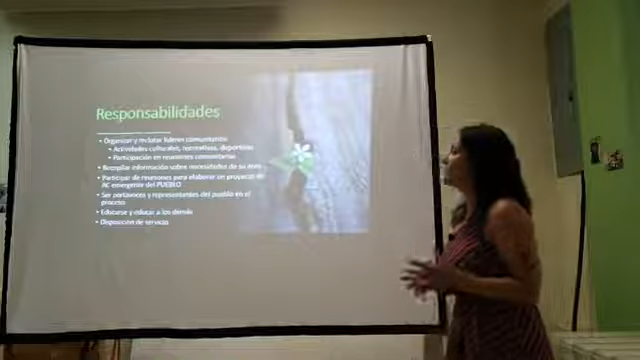 Responsabilidades
• Organizar y reclutar líderes comunitarios
• Actividades culturales, recreativas, deportivas
• Participación en reuniones comunitarias
• Recopilar información sobre necesidades de su área
• Participar de reuniones para elaborar un proyecto de
AC emergente del PUEBLO
• Ser portavoces y representantes del pueblo en el
proceso
• Educarse y educar a los demás
• Disposición de servicio